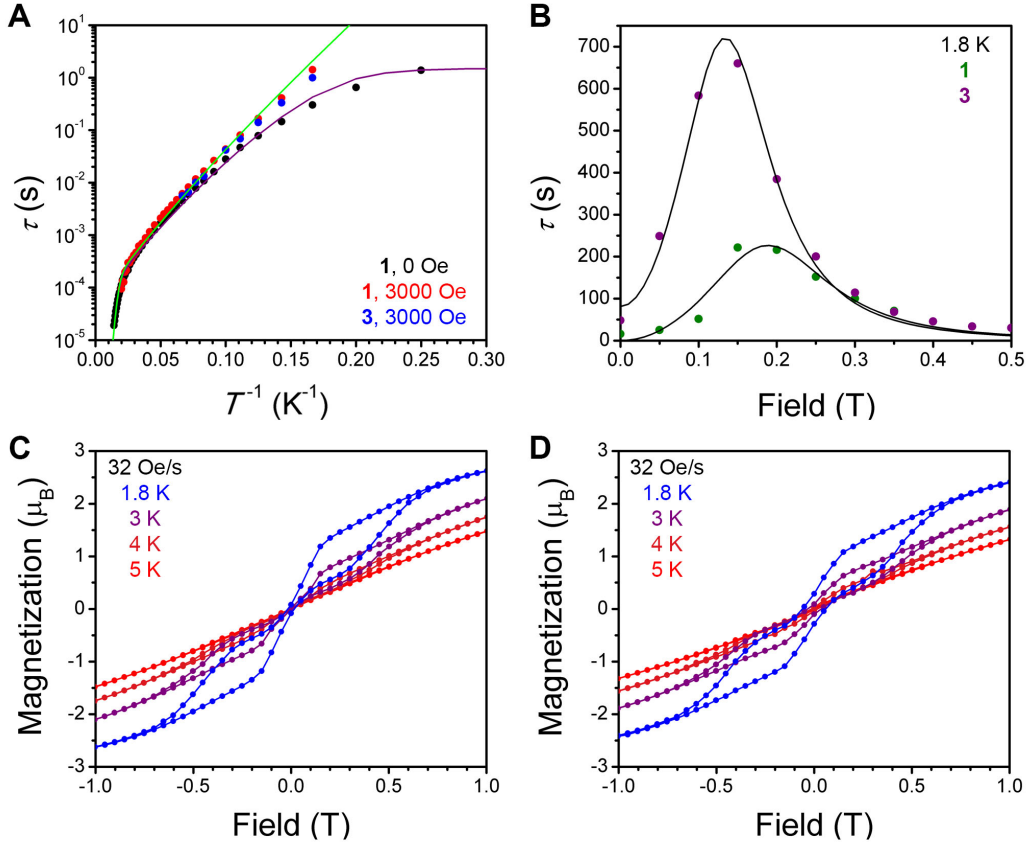 A
10¹
10⁰
10⁻¹
10⁻²
10⁻³
10⁻⁴
10⁻⁵
τ (s)
1, 0 Oe
1, 3000 Oe
3, 3000 Oe
0.00 0.05 0.10 0.15 0.20 0.25 0.30
T⁻¹ (K⁻¹)
B
700
600
500
400
300
200
100
0
τ (s)
1.8 K
1
3
0.0 0.1 0.2 0.3 0.4 0.5
Field (T)
C
3
2
1
0
-1
-2
-3
Magnetization (μB)
32 Oe/s
1.8 K
3 K
4 K
5 K
-1.0 -0.5 0.0 0.5 1.0
Field (T)
D
3
2
1
0
-1
-2
-3
Magnetization (μB)
32 Oe/s
1.8 K
3 K
4 K
5 K
-1.0 -0.5 0.0 0.5 1.0
Field (T)